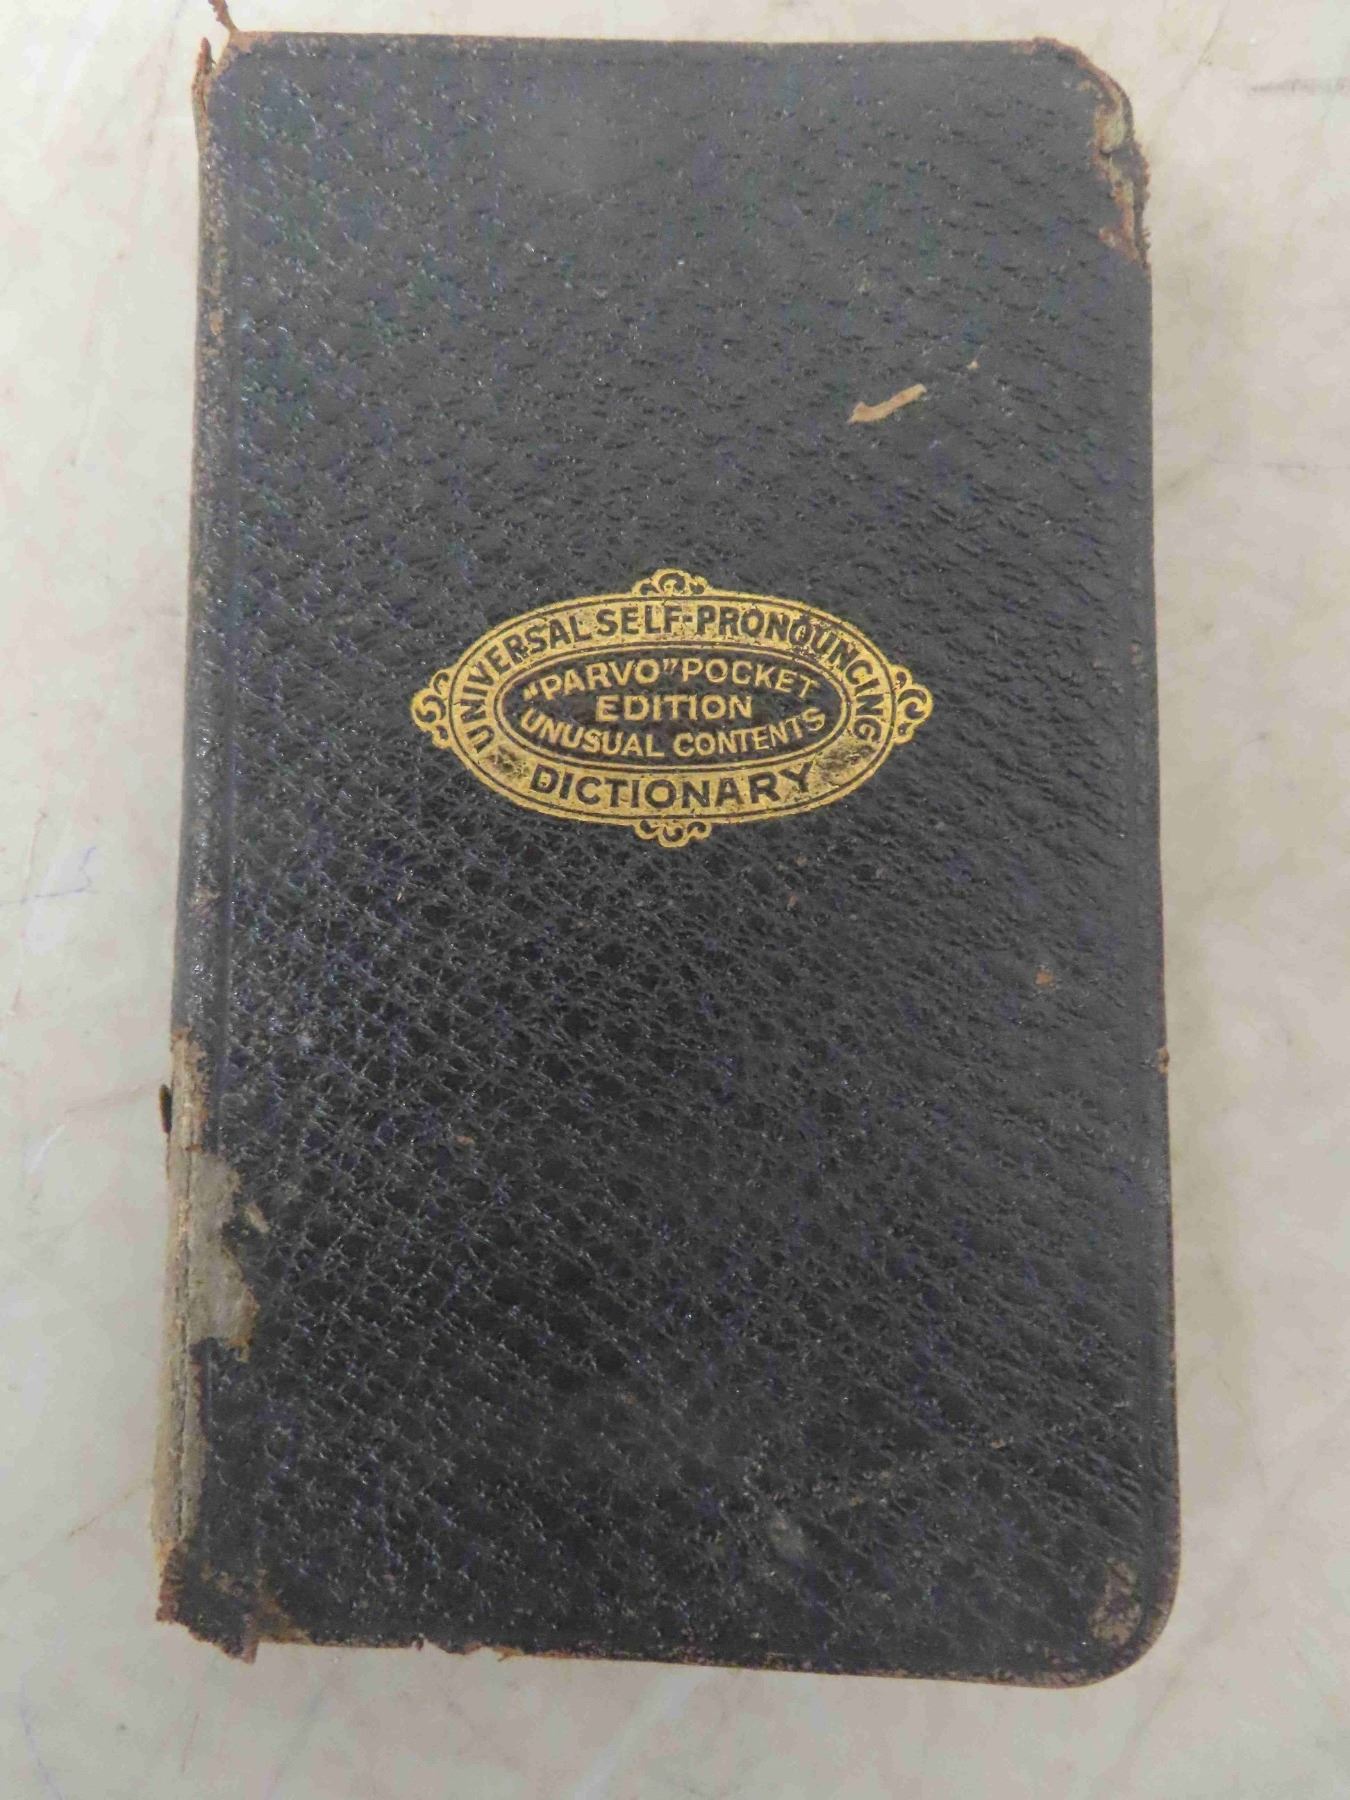 UNIVERSAL SELF-PRONOUNCING
"PARVO" POCKET
EDITION
UNUSUAL CONTENTS
DICTIONARY